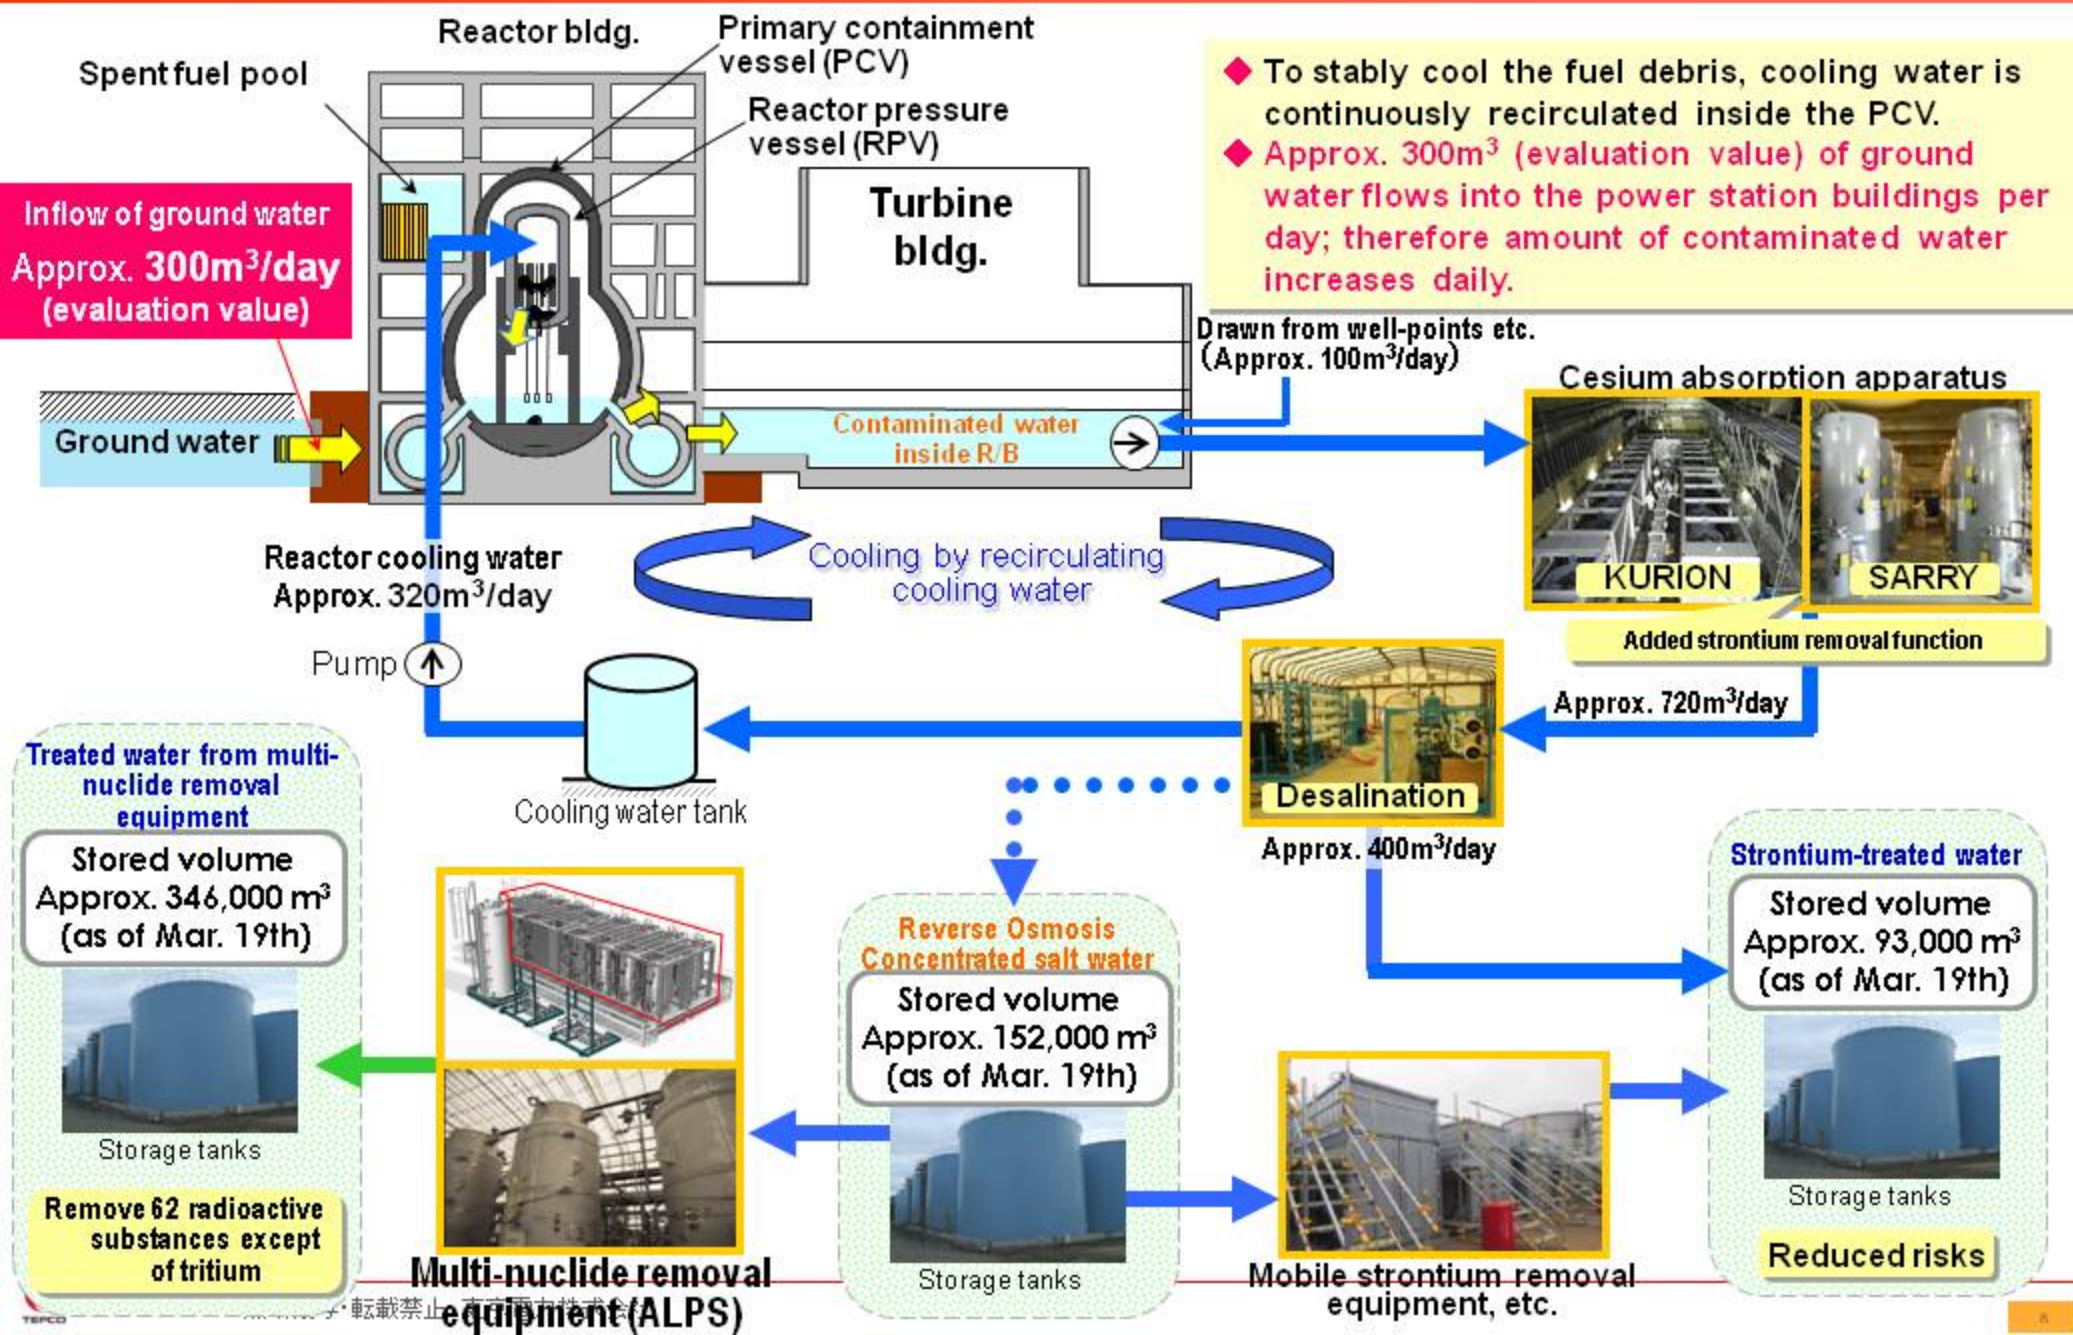 Reactor bldg.
Primary containment
vessel (PCV)
Spent fuel pool
Reactor pressure
vessel (RPV)
◆ To stably cool the fuel debris, cooling water is
continuously recirculated inside the PCV.
◆ Approx. 300m³ (evaluation value) of ground
water flows into the power station buildings per
day; therefore amount of contaminated water
increases daily.
Inflow of ground water
Approx. 300m³/day
(evaluation value)
Turbine
bldg.
Drawn from well-points etc.
(Approx. 100m³/day)
Cesium absorption apparatus
Ground water
Contaminated water
inside R/B
KURION
SARRY
Added strontium removal function
Reactor cooling water
Approx. 320m³/day
Cooling by recirculating
cooling water
Pump
Approx. 720m³/day
Cooling water tank
Desalination
Approx. 400m³/day
Treated water from multi-
nuclide removal
equipment
Stored volume
Approx. 346,000 m³
(as of Mar. 19th)
Storage tanks
Remove 62 radioactive
substances except
of tritium
Multi-nuclide removal
equipment (ALPS)
Reverse Osmosis
Concentrated salt water
Stored volume
Approx. 152,000 m³
(as of Mar. 19th)
Storage tanks
Mobile strontium removal
equipment, etc.
Strontium-treated water
Stored volume
Approx. 93,000 m³
(as of Mar. 19th)
Storage tanks
Reduced risks
TEPCO
転載禁止
8